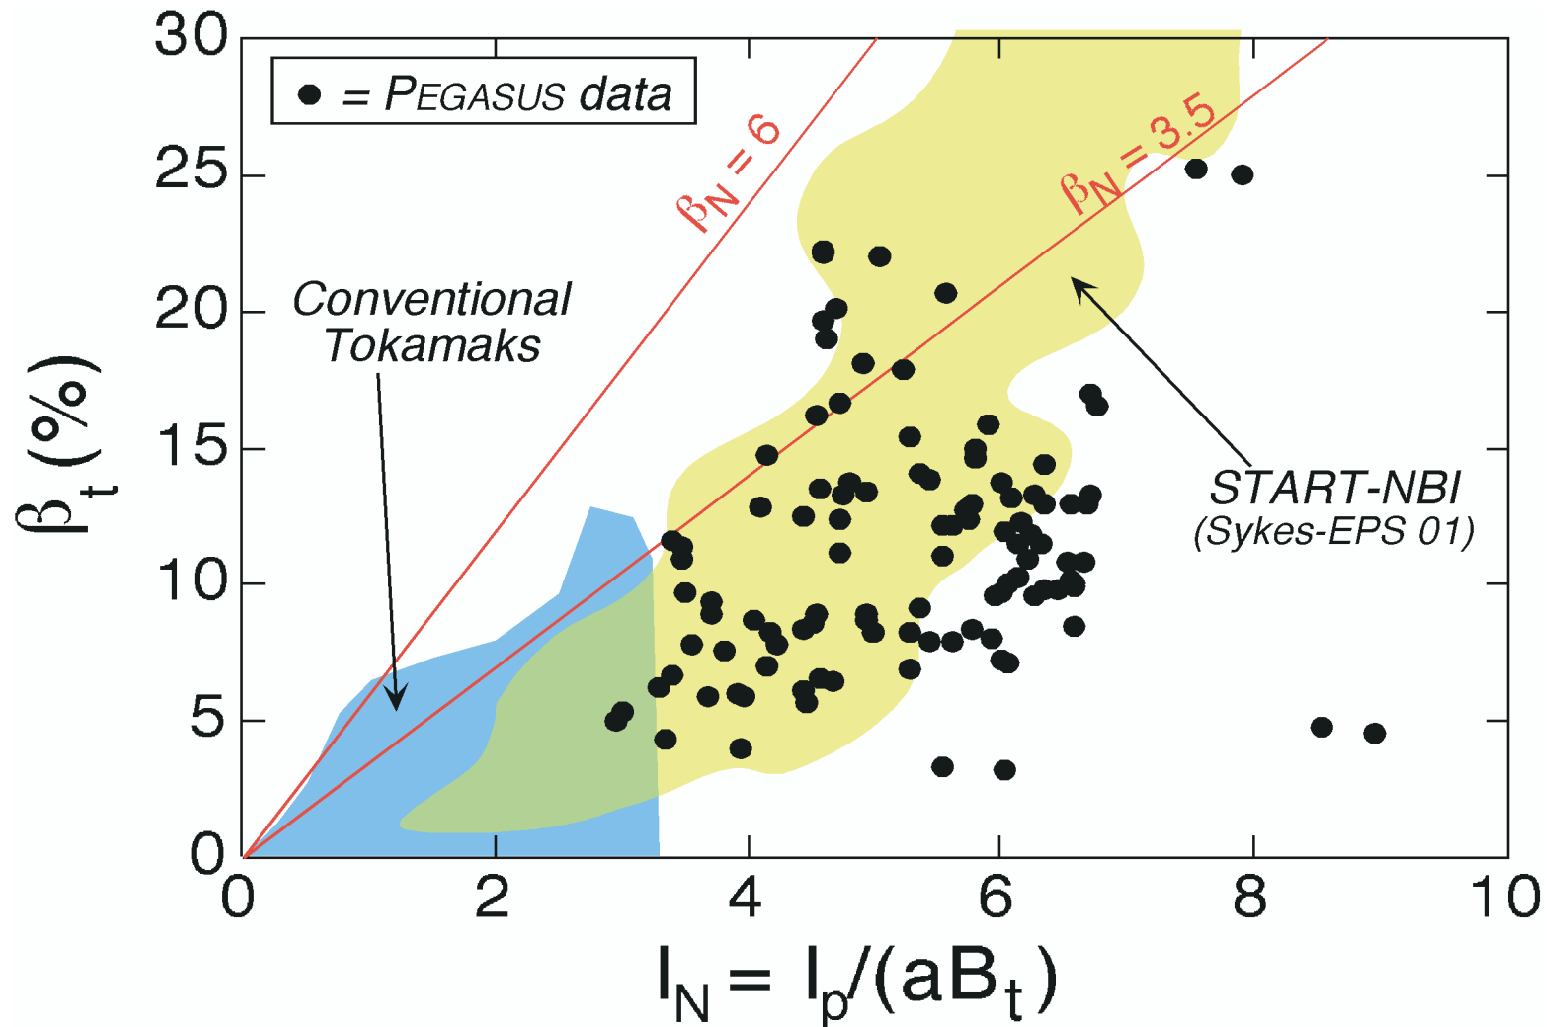 30
25
20
15
10
5
0
βt (%)
● = PEGASUS data
βN = 6
βN = 3.5
Conventional
Tokamaks
START-NBI
(Sykes-EPS 01)
0 2 4 6 8 10
IN = Ip/(aBt)